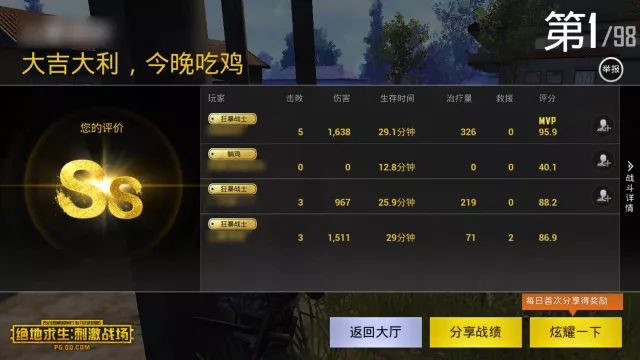 第1/98
大吉大利，今晚吃鸡
举报
玩家 击败 伤害 生存时间 治疗量 救援 评分
您的评价
SS
狂暴战士
5 1,638 29.1分钟 326 0 MVP 95.9
躺鸡
0 0 12.8分钟 0 0 40.1
狂暴战士
3 967 25.9分钟 219 0 88.2
狂暴战士
3 1,511 29分钟 71 2 86.9
战斗详情
每日首次分享得奖励
绝地求生:刺激战场
PG.QQ.COM
返回大厅
分享战绩
炫耀一下